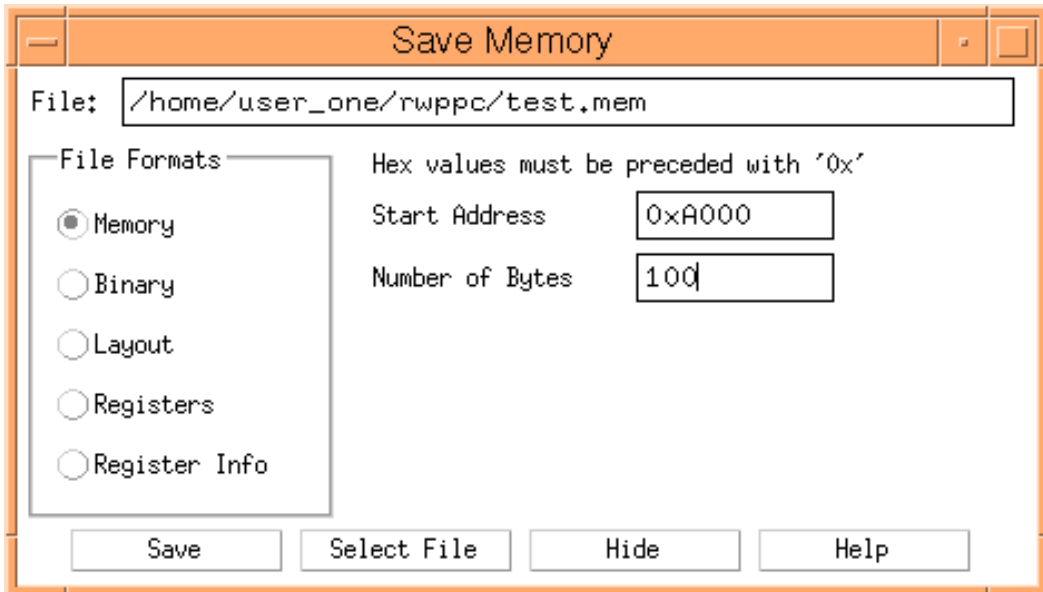 Save Memory
File: /home/user_one/rwppc/test.mem
File Formats
Hex values must be preceded with '0x'
Memory
Start Address 0xA000
Binary
Number of Bytes 100
Layout
Registers
Register Info
Save Select File Hide Help